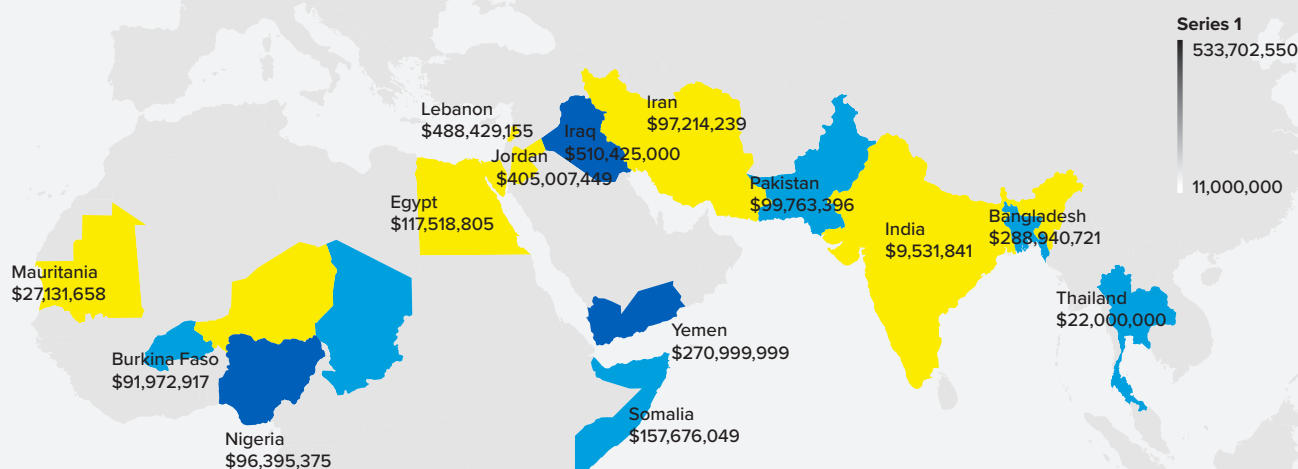 Series 1
533,702,550
11,000,000
Lebanon
$488,429,155
Iran
$97,214,239
Iraq
$510,425,000
Jordan
$405,007,449
Egypt
$117,518,805
Pakistan
$99,763,396
India
$9,531,841
Bangladesh
$288,940,721
Mauritania
$27,131,658
Thailand
$22,000,000
Burkina Faso
$91,972,917
Yemen
$270,999,999
Somalia
$157,676,049
Nigeria
$96,395,375